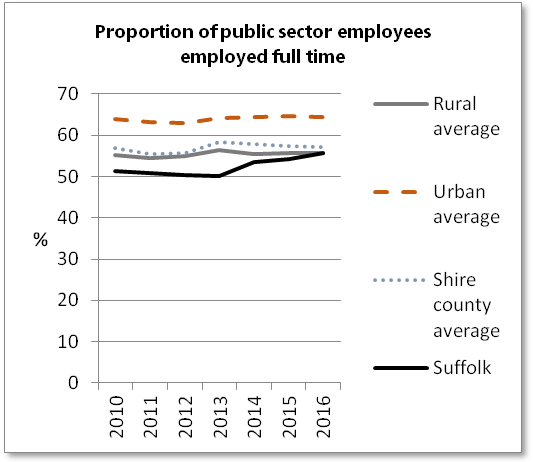 Proportion of public sector employees
employed full time
70
60
50
40
30
20
10
0
%
2010
2011
2012
2013
2014
2015
2016
Rural
average
Urban
average
Shire
county
average
Suffolk